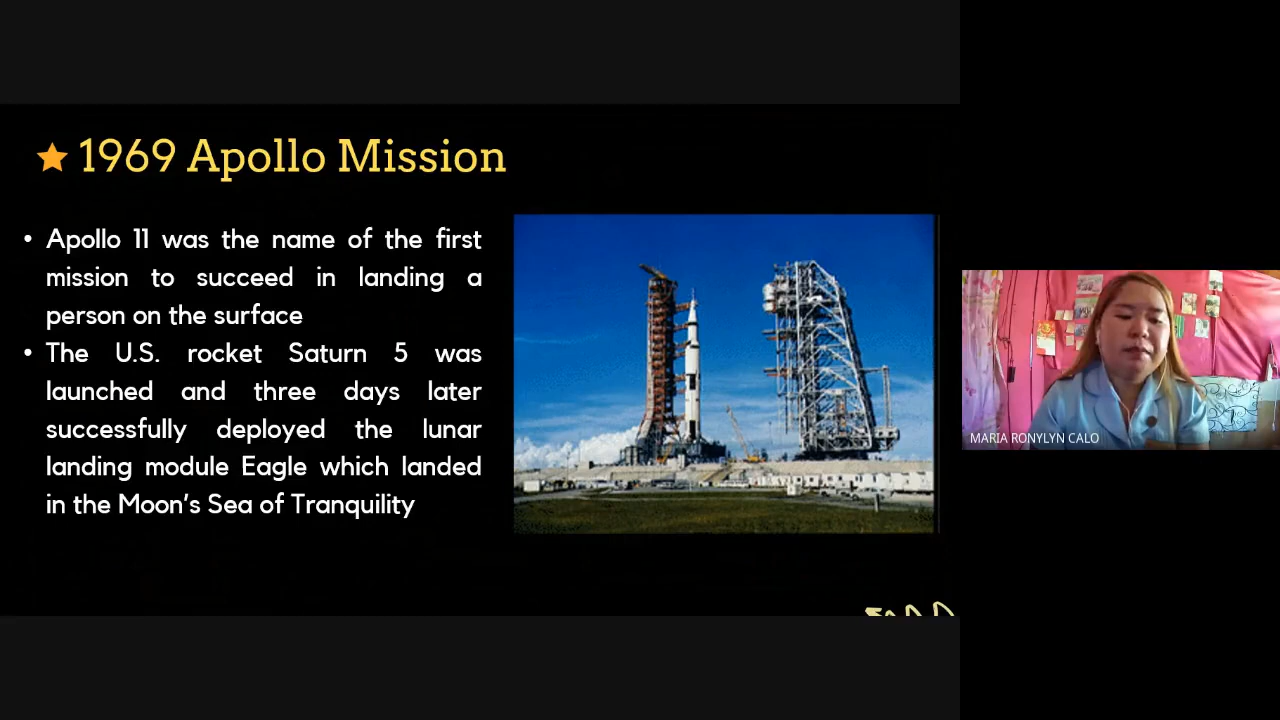 1969 Apollo Mission
• Apollo 11 was the name of the first
mission to succeed in landing a
person on the surface
• The U.S. rocket Saturn 5 was
launched and three days later
successfully deployed the lunar
landing module Eagle which landed
in the Moon's Sea of Tranquility
MARIA RONYLYN CALO